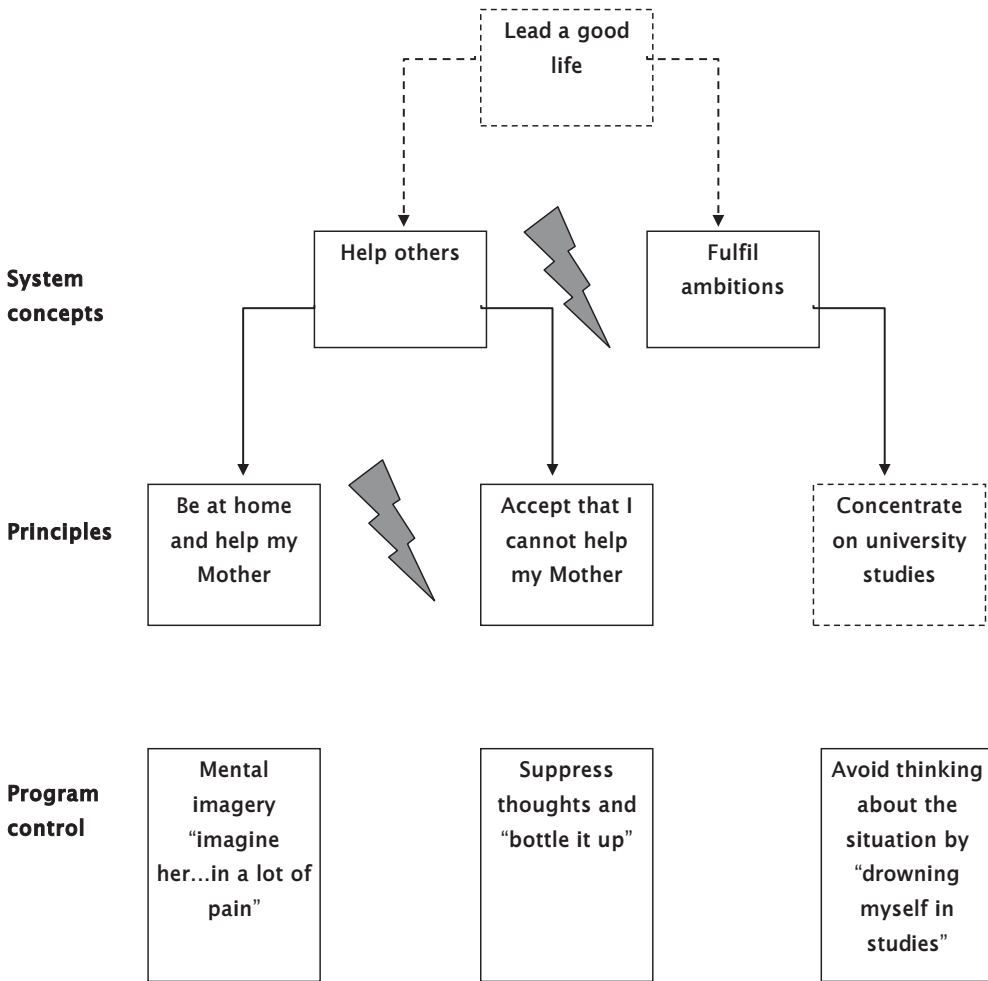 Lead a good
life
System
concepts
Help others
Fulfil
ambitions
Principles
Be at home
and help my
Mother
Accept that I
cannot help
my Mother
Concentrate
on university
studies
Program
control
Mental
imagery
“imagine
her...in a lot of
pain”
Suppress
thoughts and
“bottle it up”
Avoid thinking
about the
situation by
“drowning
myself in
studies”